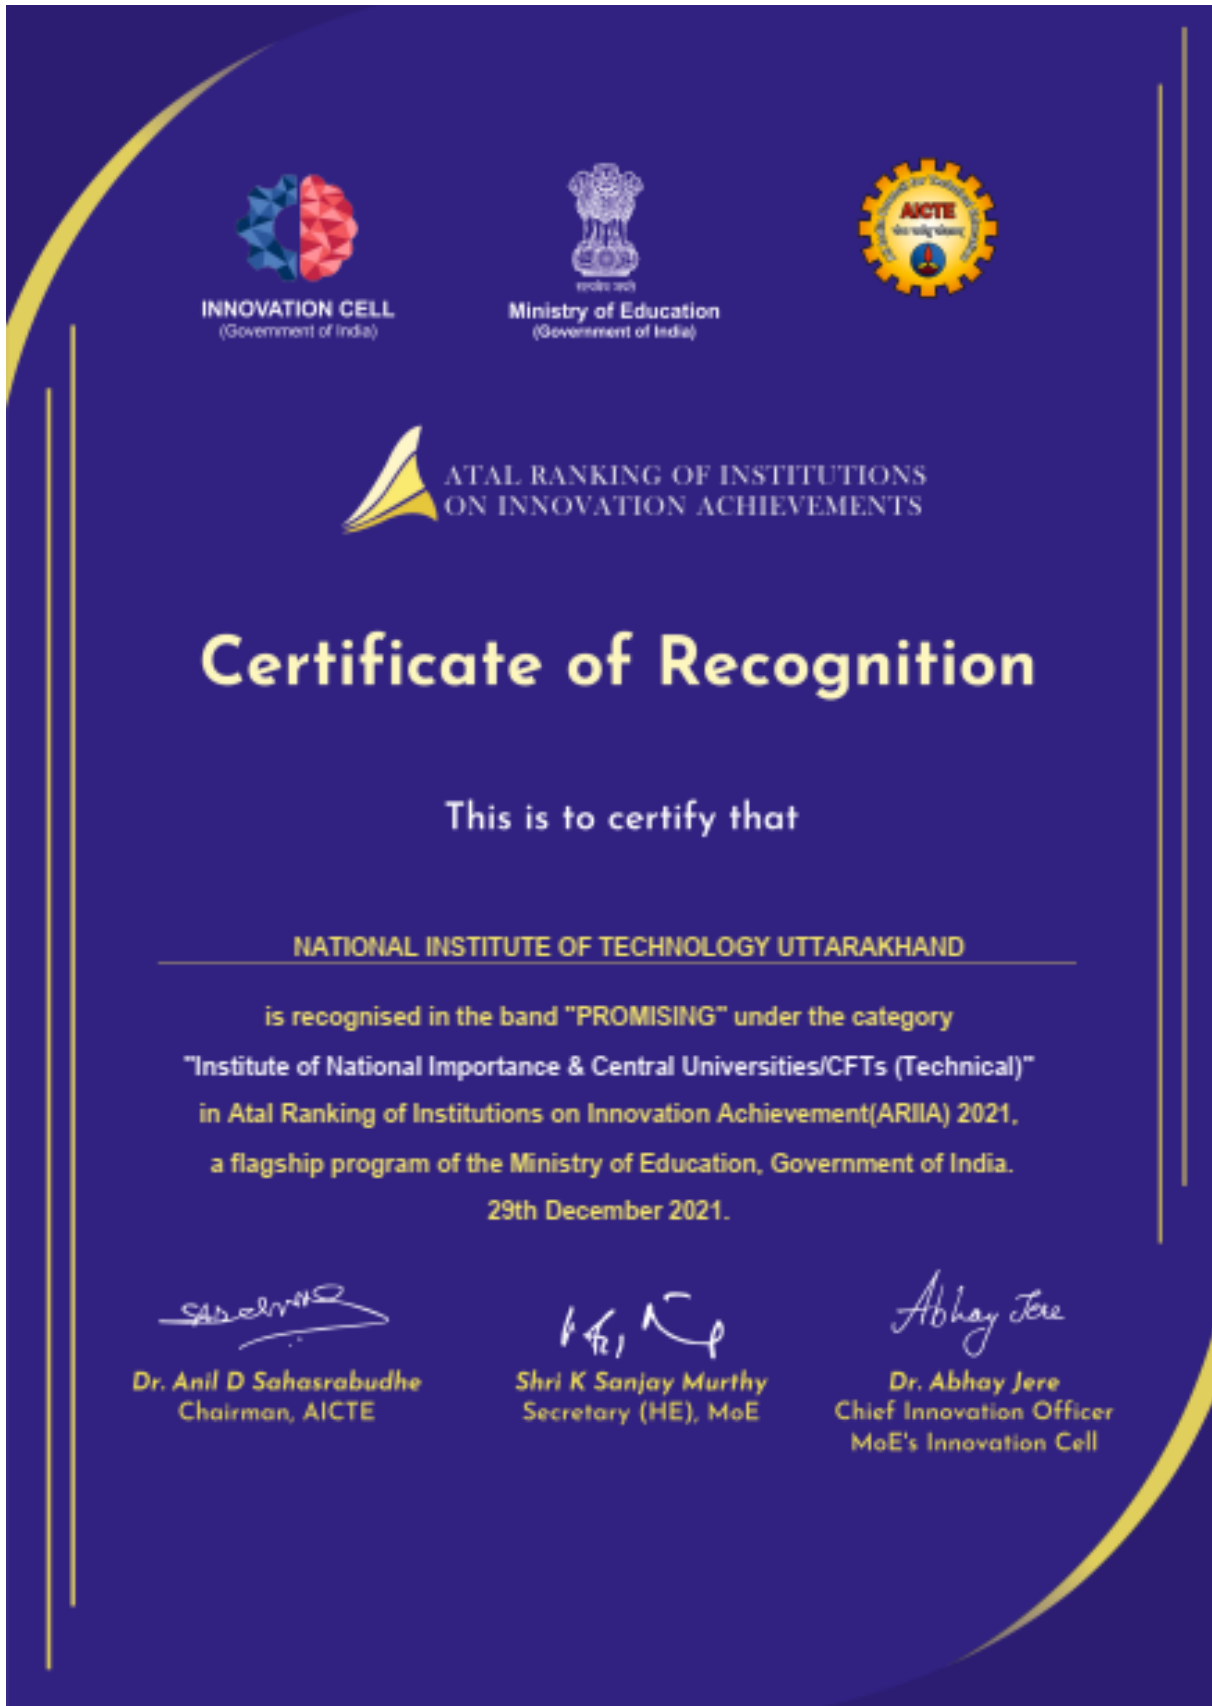 INNOVATION CELL
(Government of India)
सत्यमेव जयते
Ministry of Education
(Government of India)
AICTE
ATAL RANKING OF INSTITUTIONS
ON INNOVATION ACHIEVEMENTS
Certificate of Recognition
This is to certify that
NATIONAL INSTITUTE OF TECHNOLOGY UTTARAKHAND
is recognised in the band "PROMISING" under the category
"Institute of National Importance & Central Universities/CFTs (Technical)"
in Atal Ranking of Institutions on Innovation Achievement(ARIIA) 2021,
a flagship program of the Ministry of Education, Government of India.
29th December 2021.
Abhay Jere
Dr. Anil D Sahasrabudhe
Chairman, AICTE
Shri K Sanjay Murthy
Secretary (HE), MoE
Dr. Abhay Jere
Chief Innovation Officer
MoE's Innovation Cell